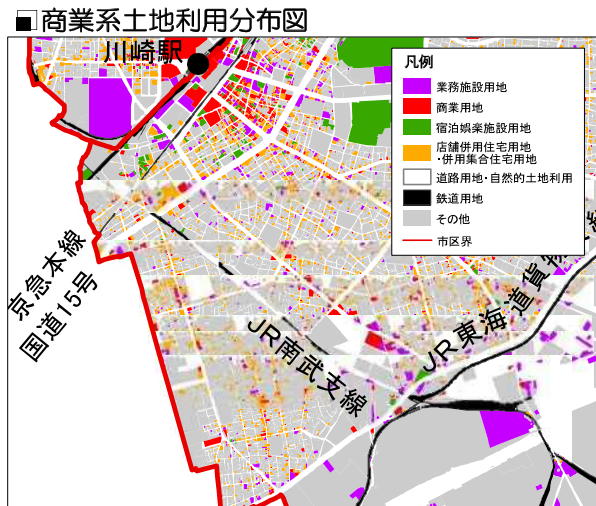 ■商業系土地利用分布図
川崎駅
凡例
業務施設用地
商業用地
宿泊娯楽施設用地
店舗併用住宅用地
・併用集合住宅用地
道路用地・自然的土地利用
鉄道用地
その他
市区界
京急本線
国道15号
JR南武支線
JR東海道貨物